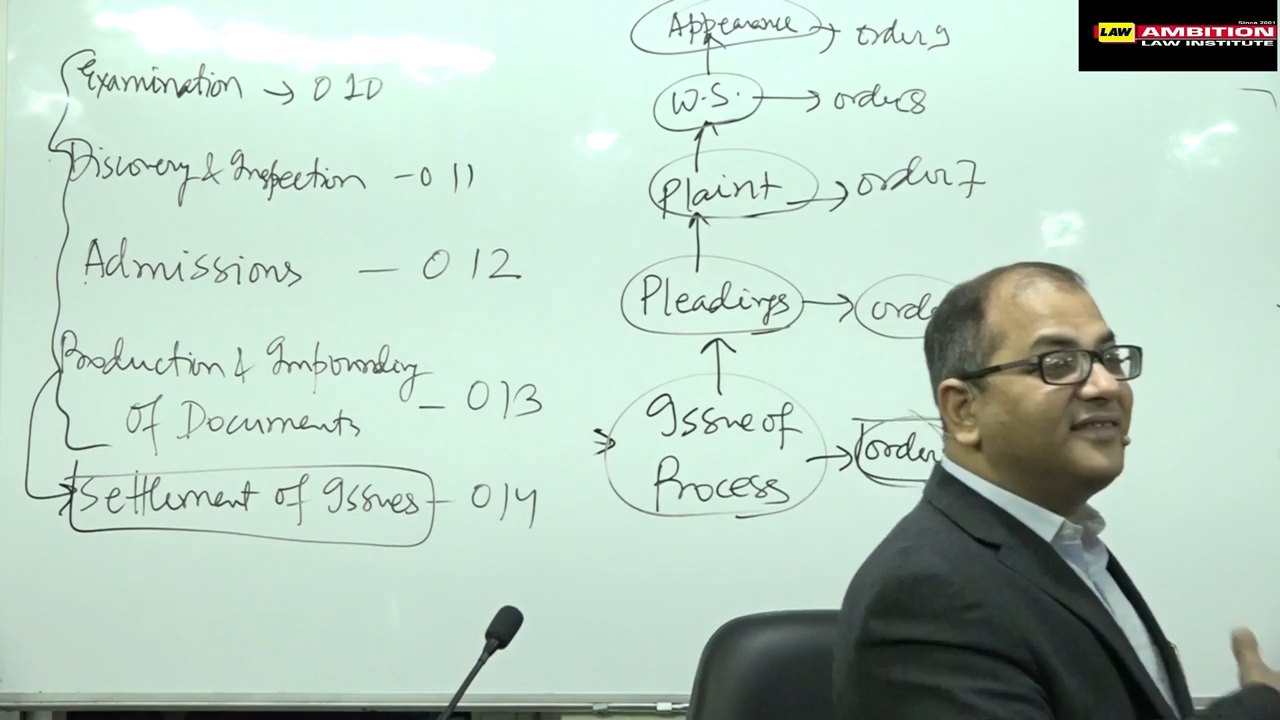 Examination → O 10
Discovery & Inspection - O 11
Admissions — O 12
Production & Impounding
Of Documents - O 13
Settlement of Issues - O 14
Appearance → order 9
W.S. → order 8
Plaint → order 7
Pleadings →
Issue of
Process → order
LAW AMBITION
Since 2001
LAW INSTITUTE